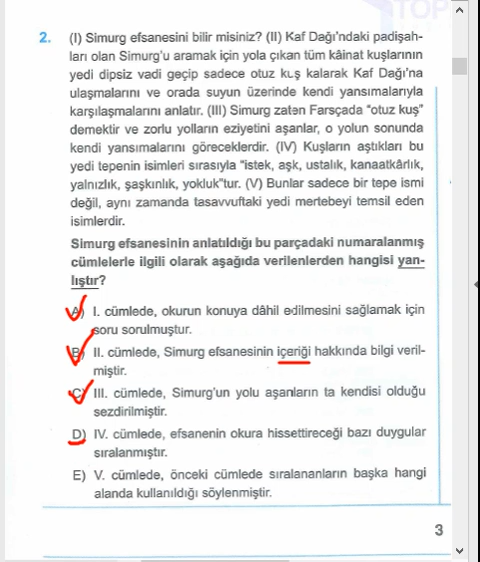 TOP
2. (I) Simurg efsanesini bilir misiniz? (II) Kaf Dağı'ndaki padişah-
ları olan Simurg'u aramak için yola çıkan tüm kâinat kuşlarının
yedi dipsiz vadi geçip sadece otuz kuş kalarak Kaf Dağı'na
ulaşmalarını ve orada suyun üzerinde kendi yansımalarıyla
karşılaşmalarını anlatır. (III) Simurg zaten Farsçada "otuz kuş"
demektir ve zorlu yolların eziyetini aşanlar, o yolun sonunda
kendi yansımalarını göreceklerdir. (IV) Kuşların aştıkları bu
yedi tepenin isimleri sırasıyla "istek, aşk, ustalık, kanaatkârlık,
yalnızlık, şaşkınlık, yokluk"tur. (V) Bunlar sadece bir tepe ismi
değil, aynı zamanda tasavvuftaki yedi mertebeyi temsil eden
isimlerdir.
Simurg efsanesinin anlatıldığı bu parçadaki numaralanmış
cümlelerle ilgili olarak aşağıda verilenlerden hangisi yan-
lıştır?
A) I. cümlede, okurun konuya dâhil edilmesini sağlamak için
soru sorulmuştur.
B) II. cümlede, Simurg efsanesinin içeriği hakkında bilgi veril-
miştir.
C) III. cümlede, Simurg'un yolu aşanların ta kendisi olduğu
sezdirilmiştir.
D) IV. cümlede, efsanenin okura hissettireceği bazı duygular
sıralanmıştır.
E) V. cümlede, önceki cümlede sıralananların başka hangi
alanda kullanıldığı söylenmiştir.
3